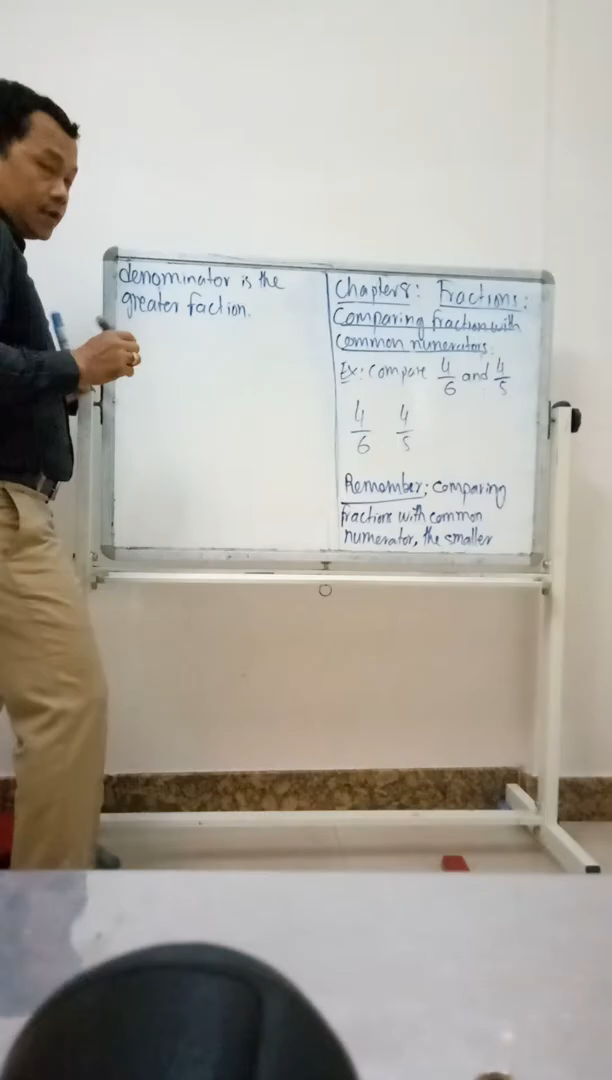 Chapter 8: Fractions:
Comparing fraction with
common numerators.
Ex: Compare 4/6 and 4/5
4/6 4/5
Remember; Comparing
fractions with common
numerator, the smaller
denominator is the
greater faction.